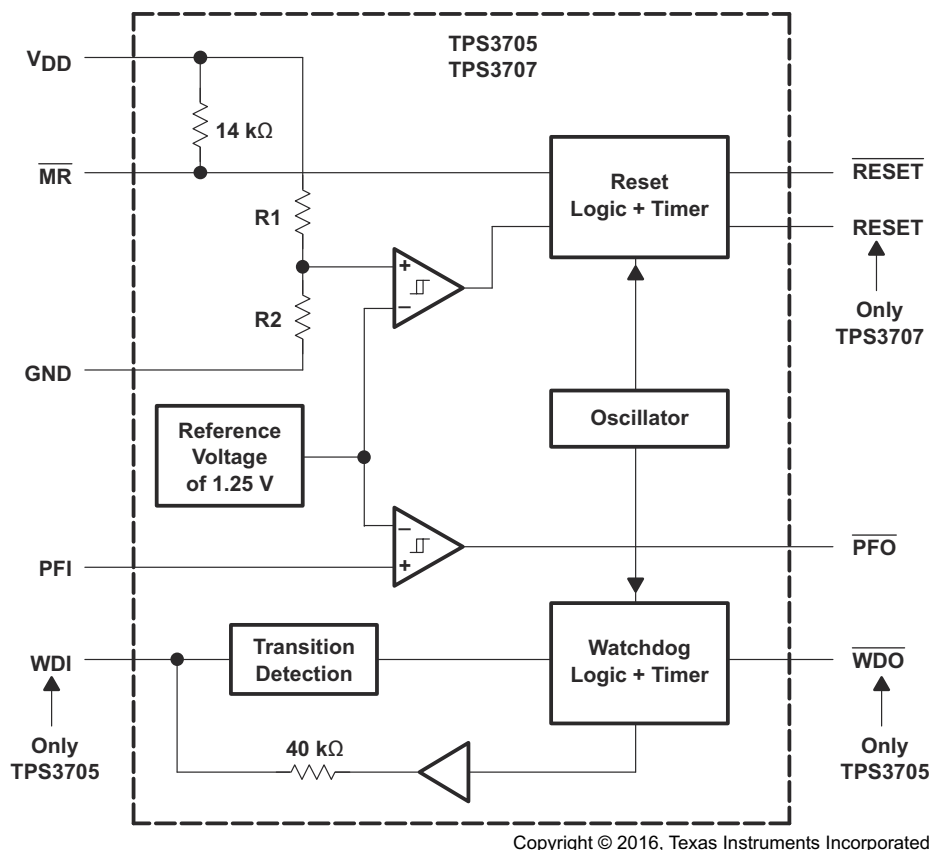 TPS3705
TPS3707
VDD
14 kΩ
MR
RESET
Reset
Logic + Timer
R1
RESET
+
−
R2
Only
TPS3707
GND
Oscillator
Reference
Voltage
of 1.25 V
−
+
PFO
PFI
Transition
Detection
WDI
Watchdog
Logic + Timer
WDO
Only
TPS3705
40 kΩ
Only
TPS3705
Copyright © 2016, Texas Instruments Incorporated